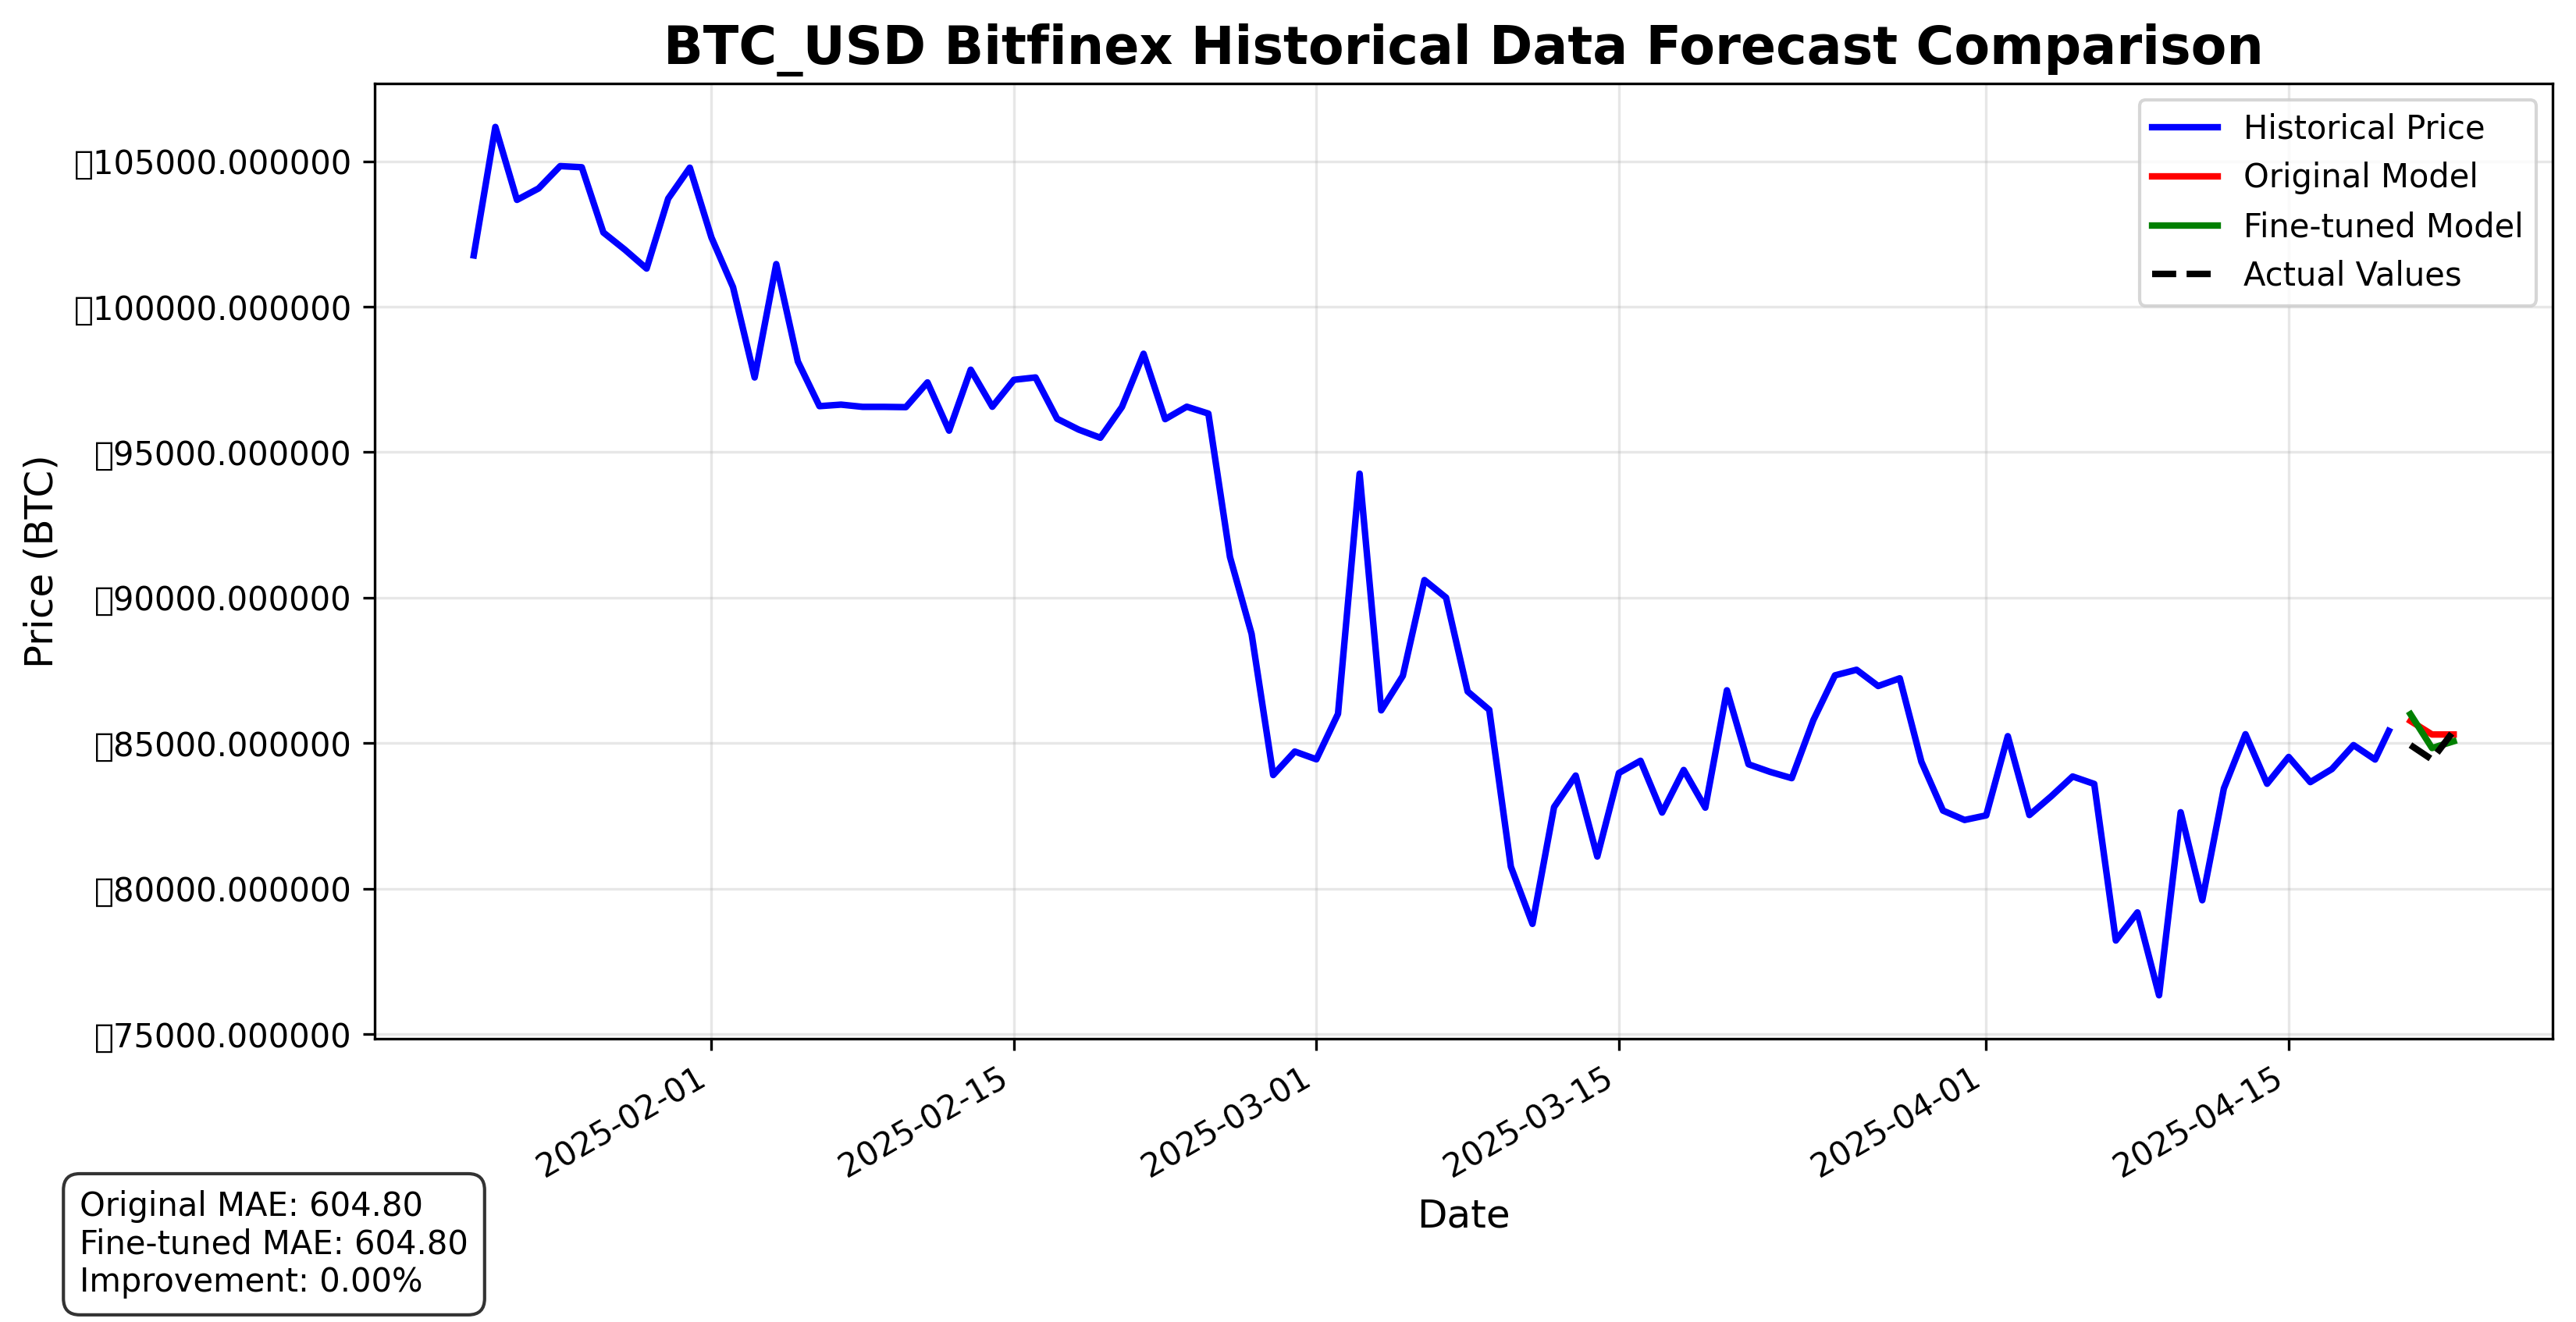 BTC_USD Bitfinex Historical Data Forecast Comparison
Historical Price
Original Model
Fine-tuned Model
Actual Values
Price (BTC)
105000.000000
100000.000000
95000.000000
90000.000000
85000.000000
80000.000000
75000.000000
2025-02-01
2025-02-15
2025-03-01
2025-03-15
2025-04-01
2025-04-15
Date
Original MAE: 604.80
Fine-tuned MAE: 604.80
Improvement: 0.00%